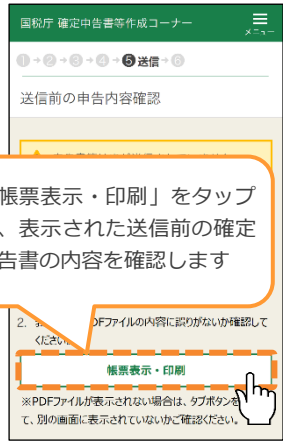 国税庁 確定申告書等作成コーナー
メニュー
1 → 2 → 3 → 4 → 5 送信 → 6
送信前の申告内容確認
帳票表示・印刷」をタップ
、表示された送信前の確定
告書の内容を確認します
2.
PDFファイルの内容に誤りがないか確認して
ください
帳票表示・印刷
※PDFファイルが表示されない場合は、タブボタンを
て、別の画面に表示されていないかご確認ください。